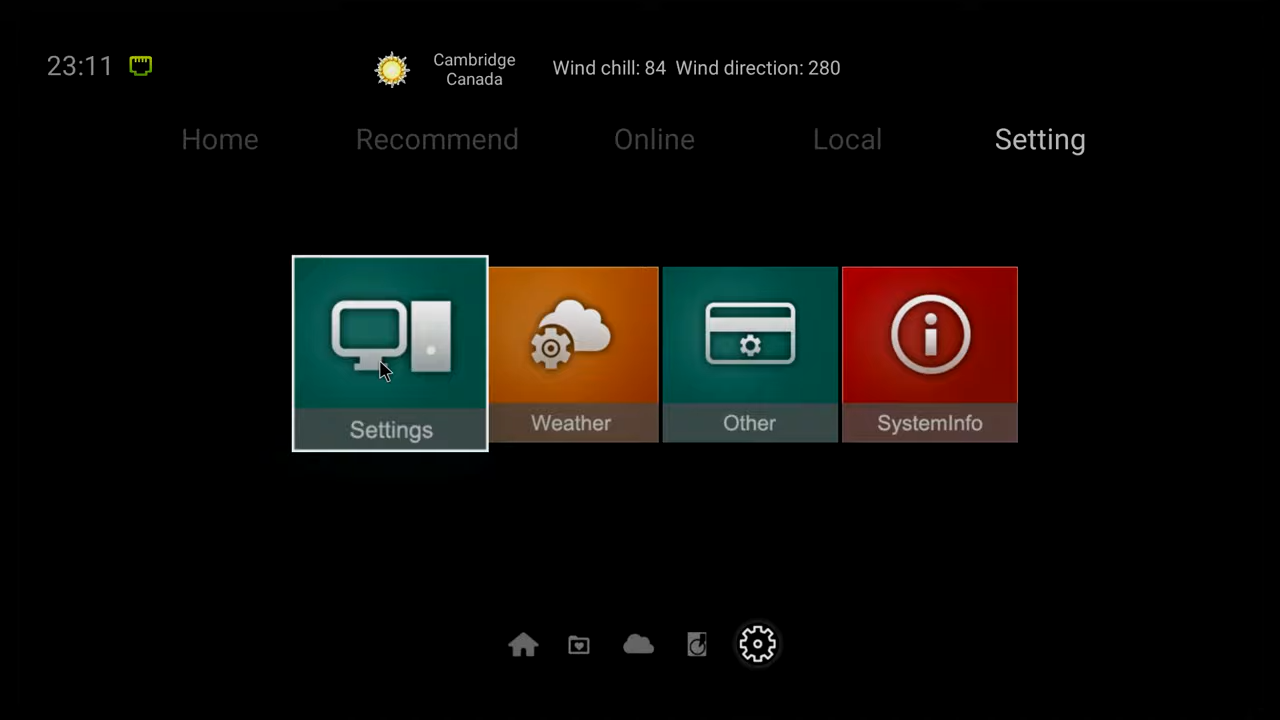 23:11
Cambridge
Canada
Wind chill: 84 Wind direction: 280
Home Recommend Online Local Setting
Settings Weather Other SystemInfo